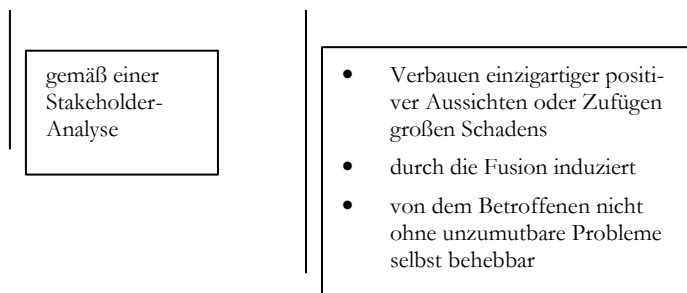 gemäß einer
Stakeholder-
Analyse
• Verbauen einzigartiger positi-
ver Aussichten oder Zufügen
großen Schadens
• durch die Fusion induziert
• von dem Betroffenen nicht
ohne unzumutbare Probleme
selbst behebbar